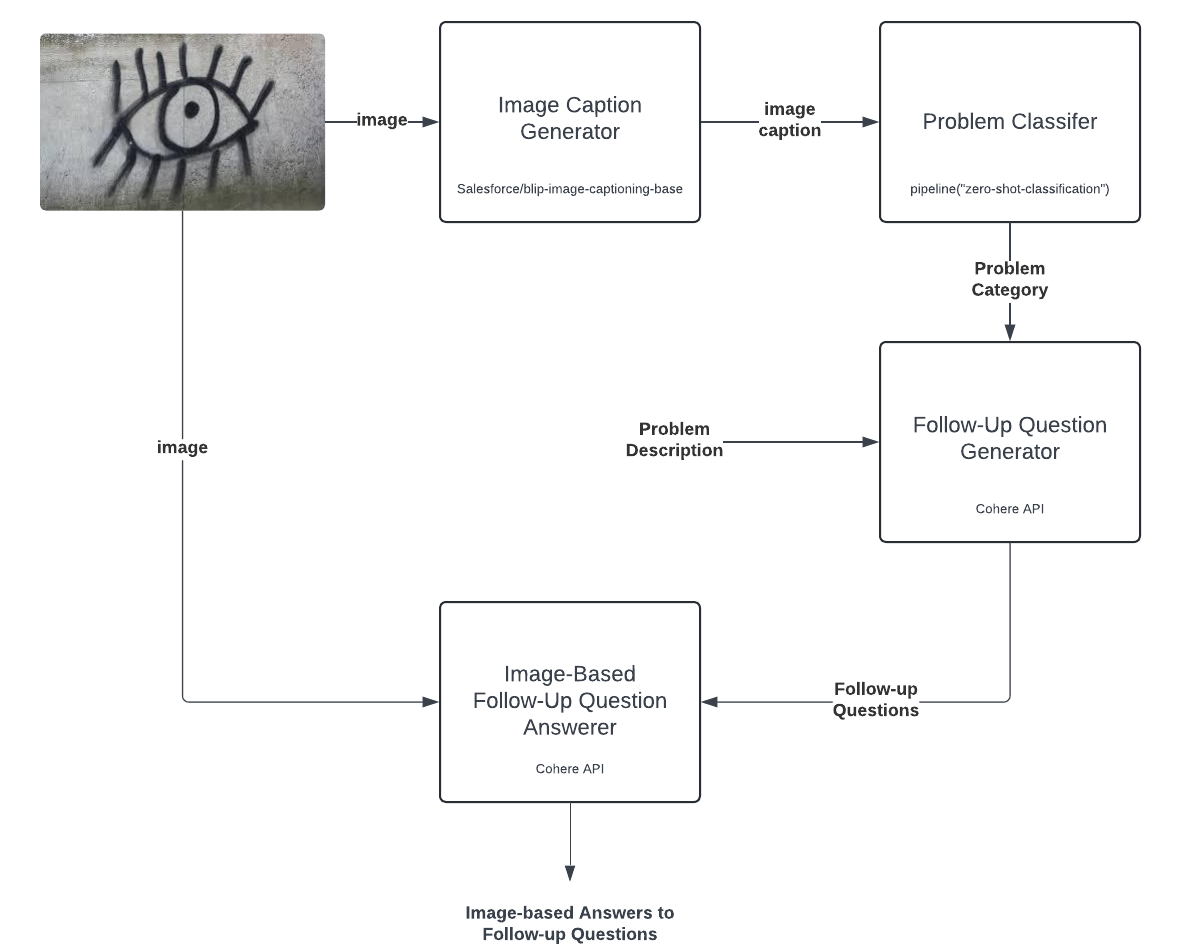 image
Image Caption
Generator
Salesforce/blip-image-captioning-base
image
caption
Problem Classifer
pipeline("zero-shot-classification")
Problem
Category
Problem
Description
Follow-Up Question
Generator
Cohere API
image
Image-Based
Follow-Up Question
Answerer
Cohere API
Follow-up
Questions
Image-based Answers to
Follow-up Questions